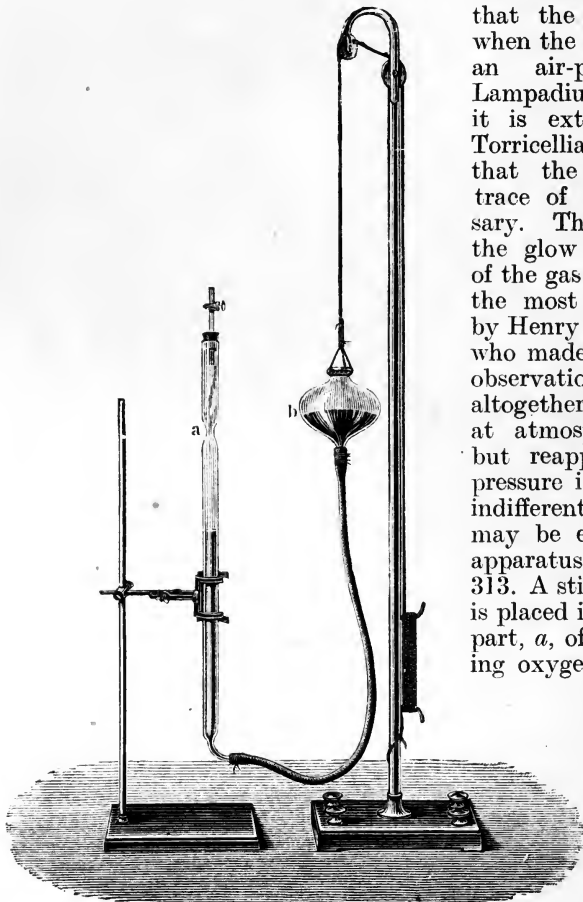 that the
when the
an air-p
Lampadiu
it is ext
Torricellia
that the
trace of
sary. Th
the glow
of the gas
the most
by Henry
who made
observatio
altogether
at atmos
but reapp
pressure i
indifferent
may be e
apparatus
313. A sti
is placed i
part, a, of
ing oxyge
a
b